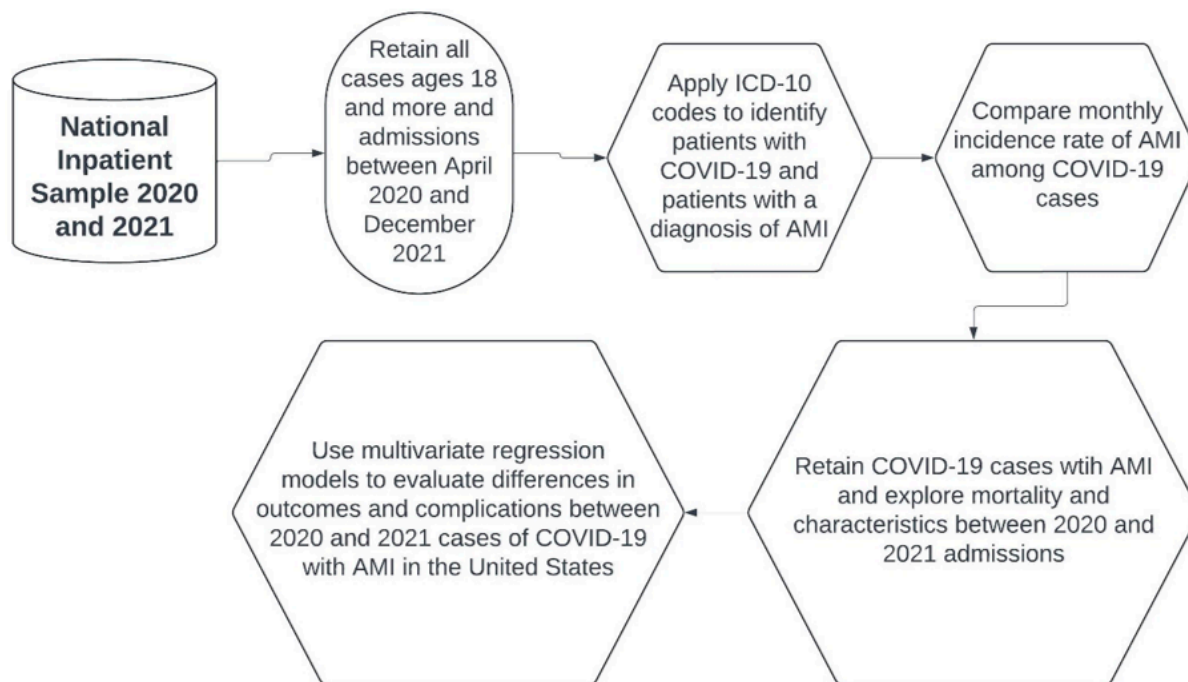 National
Inpatient
Sample 2020
and 2021
Retain all
cases ages 18
and more and
admissions
between April
2020 and
December
2021
Apply ICD-10
codes to identify
patients with
COVID-19 and
patients with a
diagnosis of AMI
Compare monthly
incidence rate of AMI
among COVID-19
cases
Retain COVID-19 cases wtih AMI
and explore mortality and
characteristics between 2020 and
2021 admissions
Use multivariate regression
models to evaluate differences in
outcomes and complications between
2020 and 2021 cases of COVID-19
with AMI in the United States